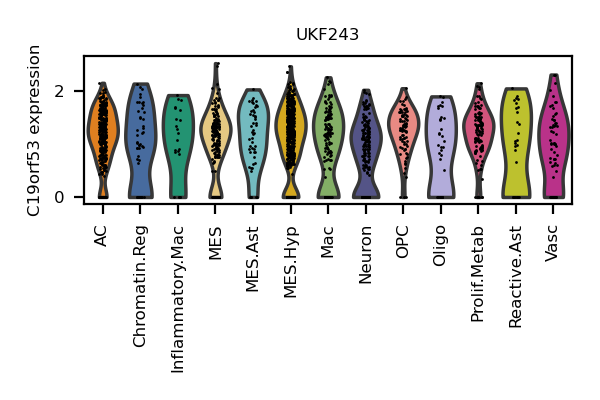 UKF243
C19orf53 expression
2
0
AC
Chromatin.Reg
Inflammatory.Mac
MES
MES.Ast
MES.Hyp
Mac
Neuron
OPC
Oligo
Prolif.Metab
Reactive.Ast
Vasc